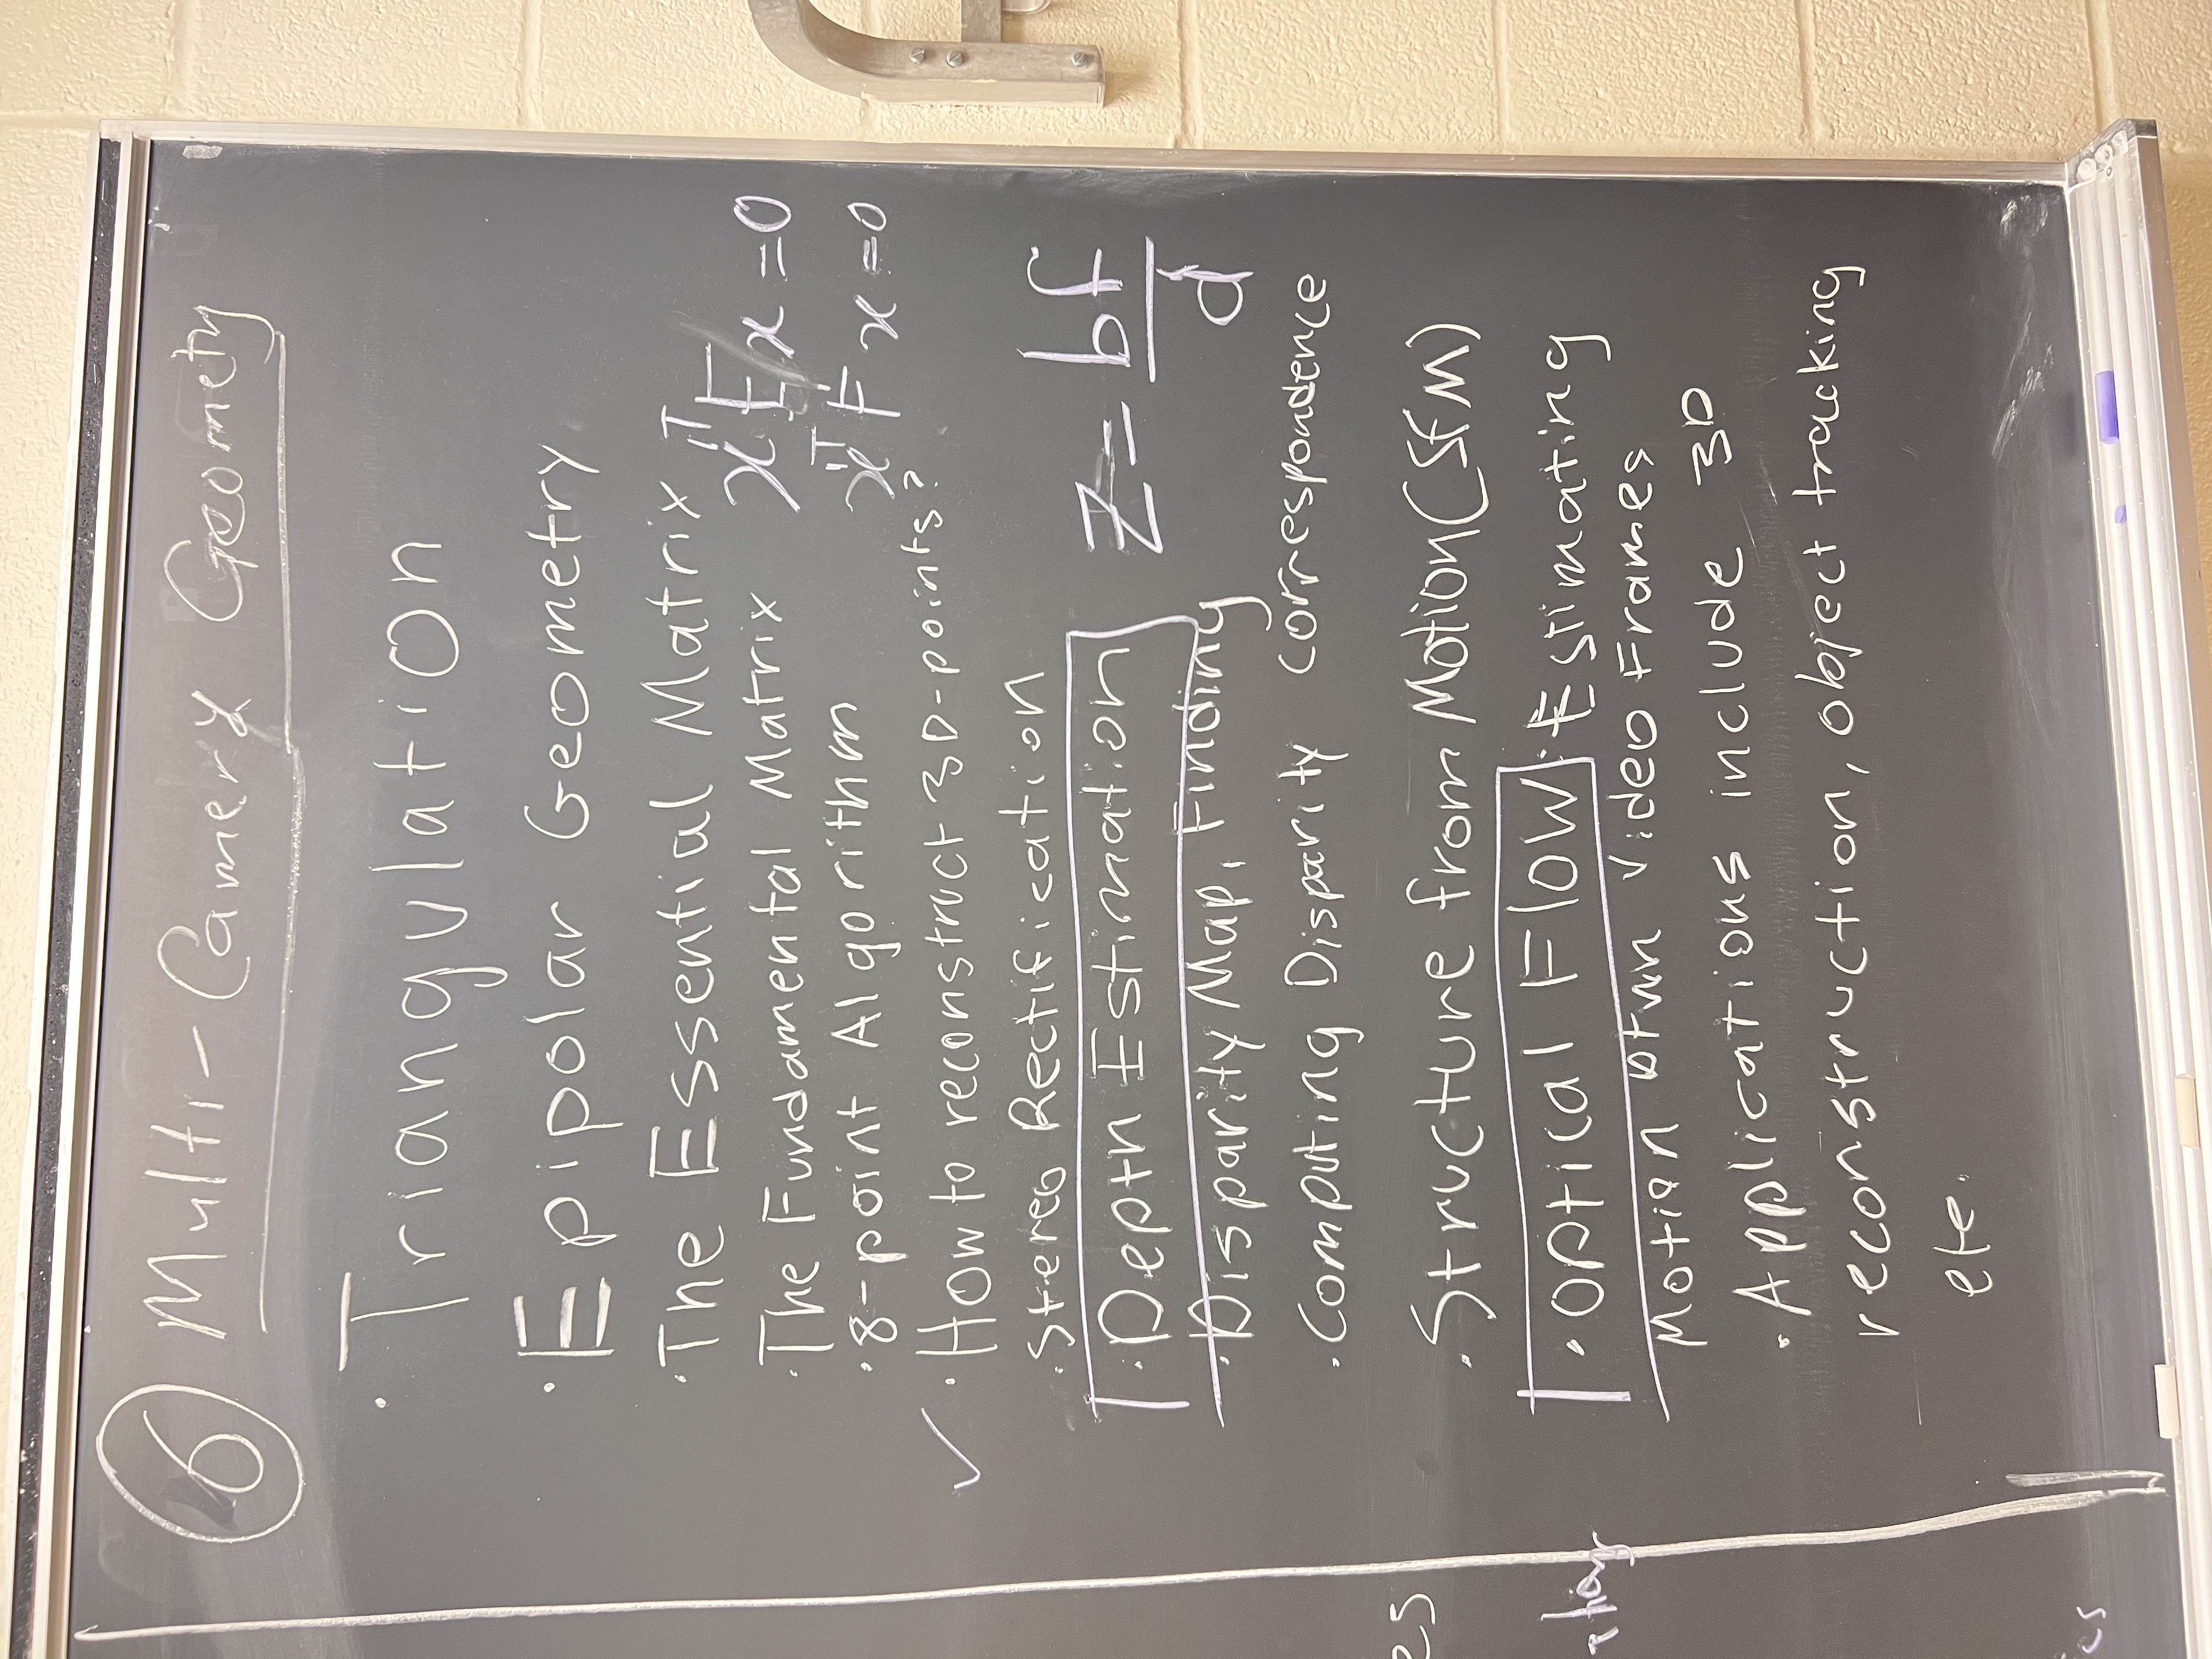 ⑥ Multi-Camera Geomety
· Triangulation
· Epipolar Geometry
· The Essential Matrix
x'ᵀEx = 0
· The Fundamental Matrix
x'ᵀFx = 0
· 8-point Algorithm
✓ · How to reconstruct 3D-points?
· Stereo Rectification
· Depth Estimation
Z = bf/d
· Disparity Map, Finding
· Computing Disparity correspondence
· Structure from Motion (SfM)
· Optical Flow: Estimating
Motion btwn Video Frames
· Applications include 3D
reconstruction, object tracking
etc.
es